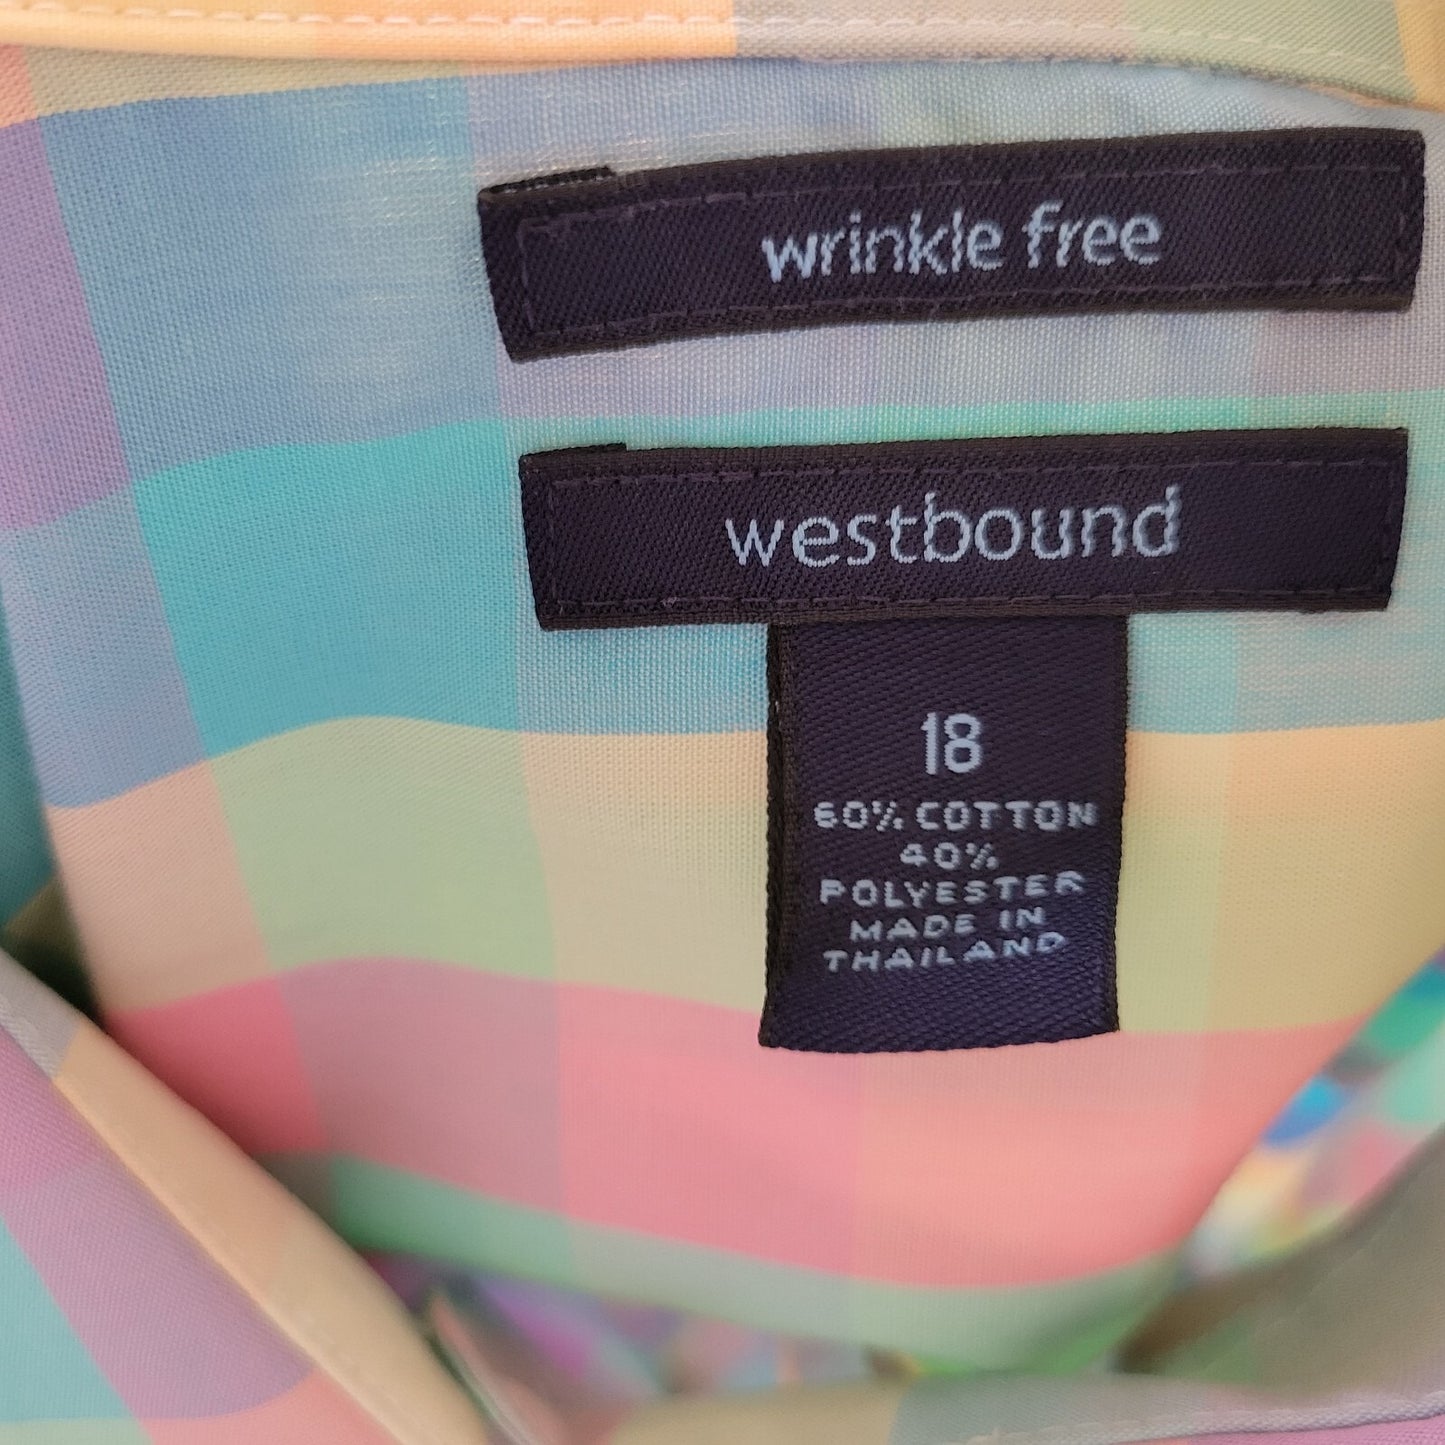 wrinkle free
westbound
18
60% COTTON
40%
POLYESTER
MADE IN
THAILAND